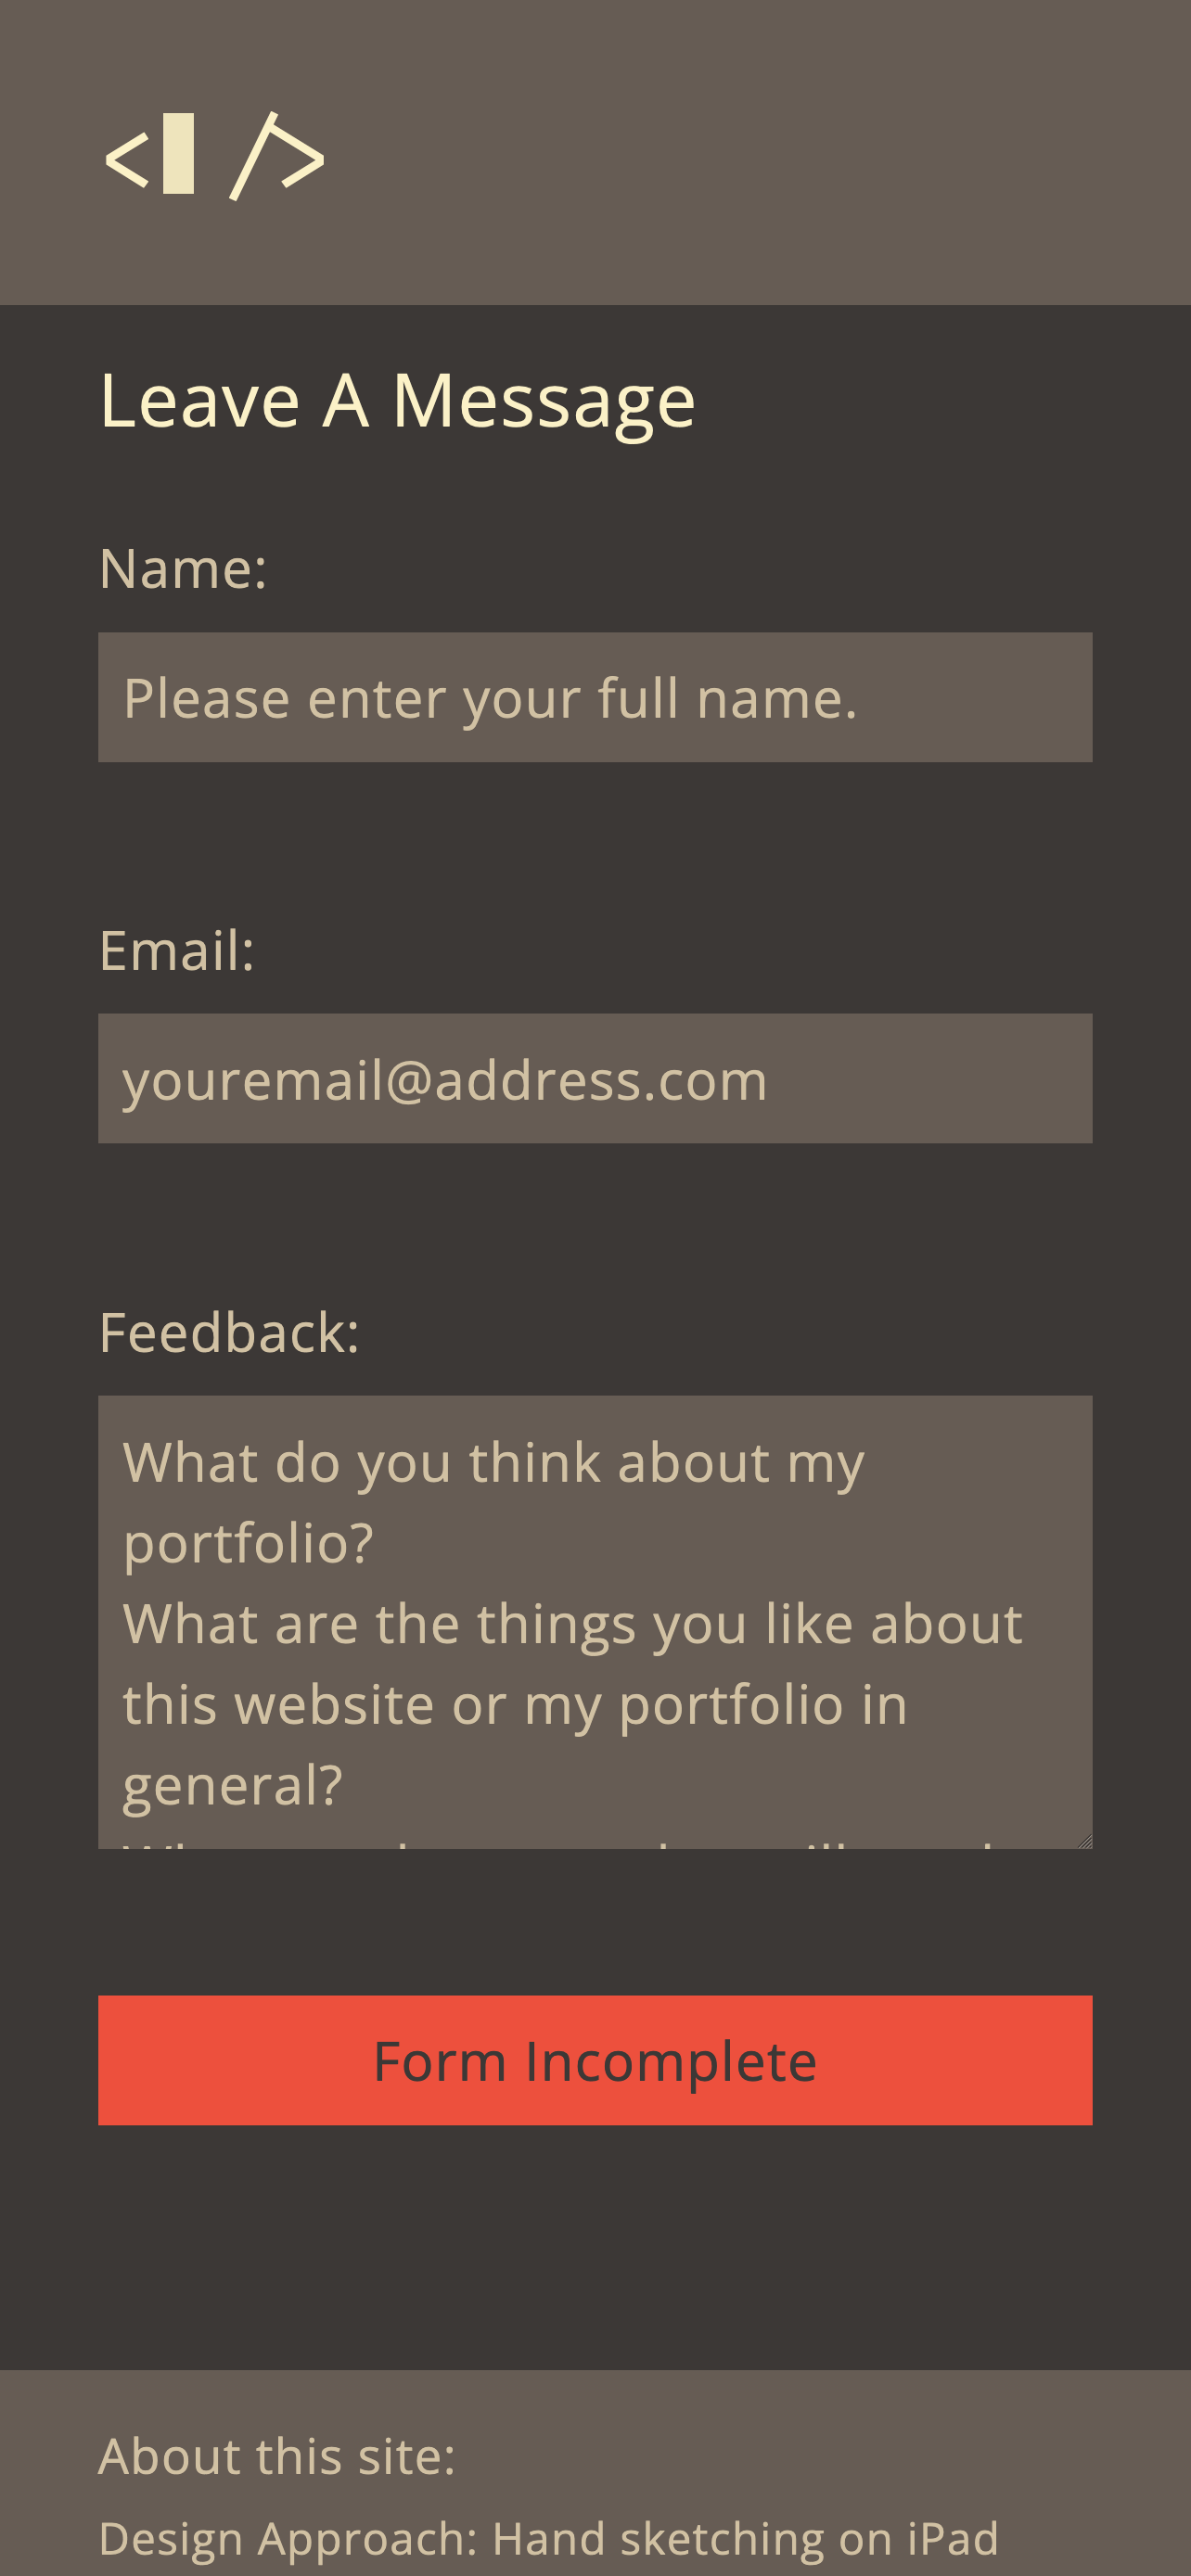 < />
Leave A Message
Name:
Please enter your full name.
Email:
youremail@address.com
Feedback:
What do you think about my
portfolio?
What are the things you like about
this website or my portfolio in
general?
Form Incomplete
About this site:
Design Approach: Hand sketching on iPad